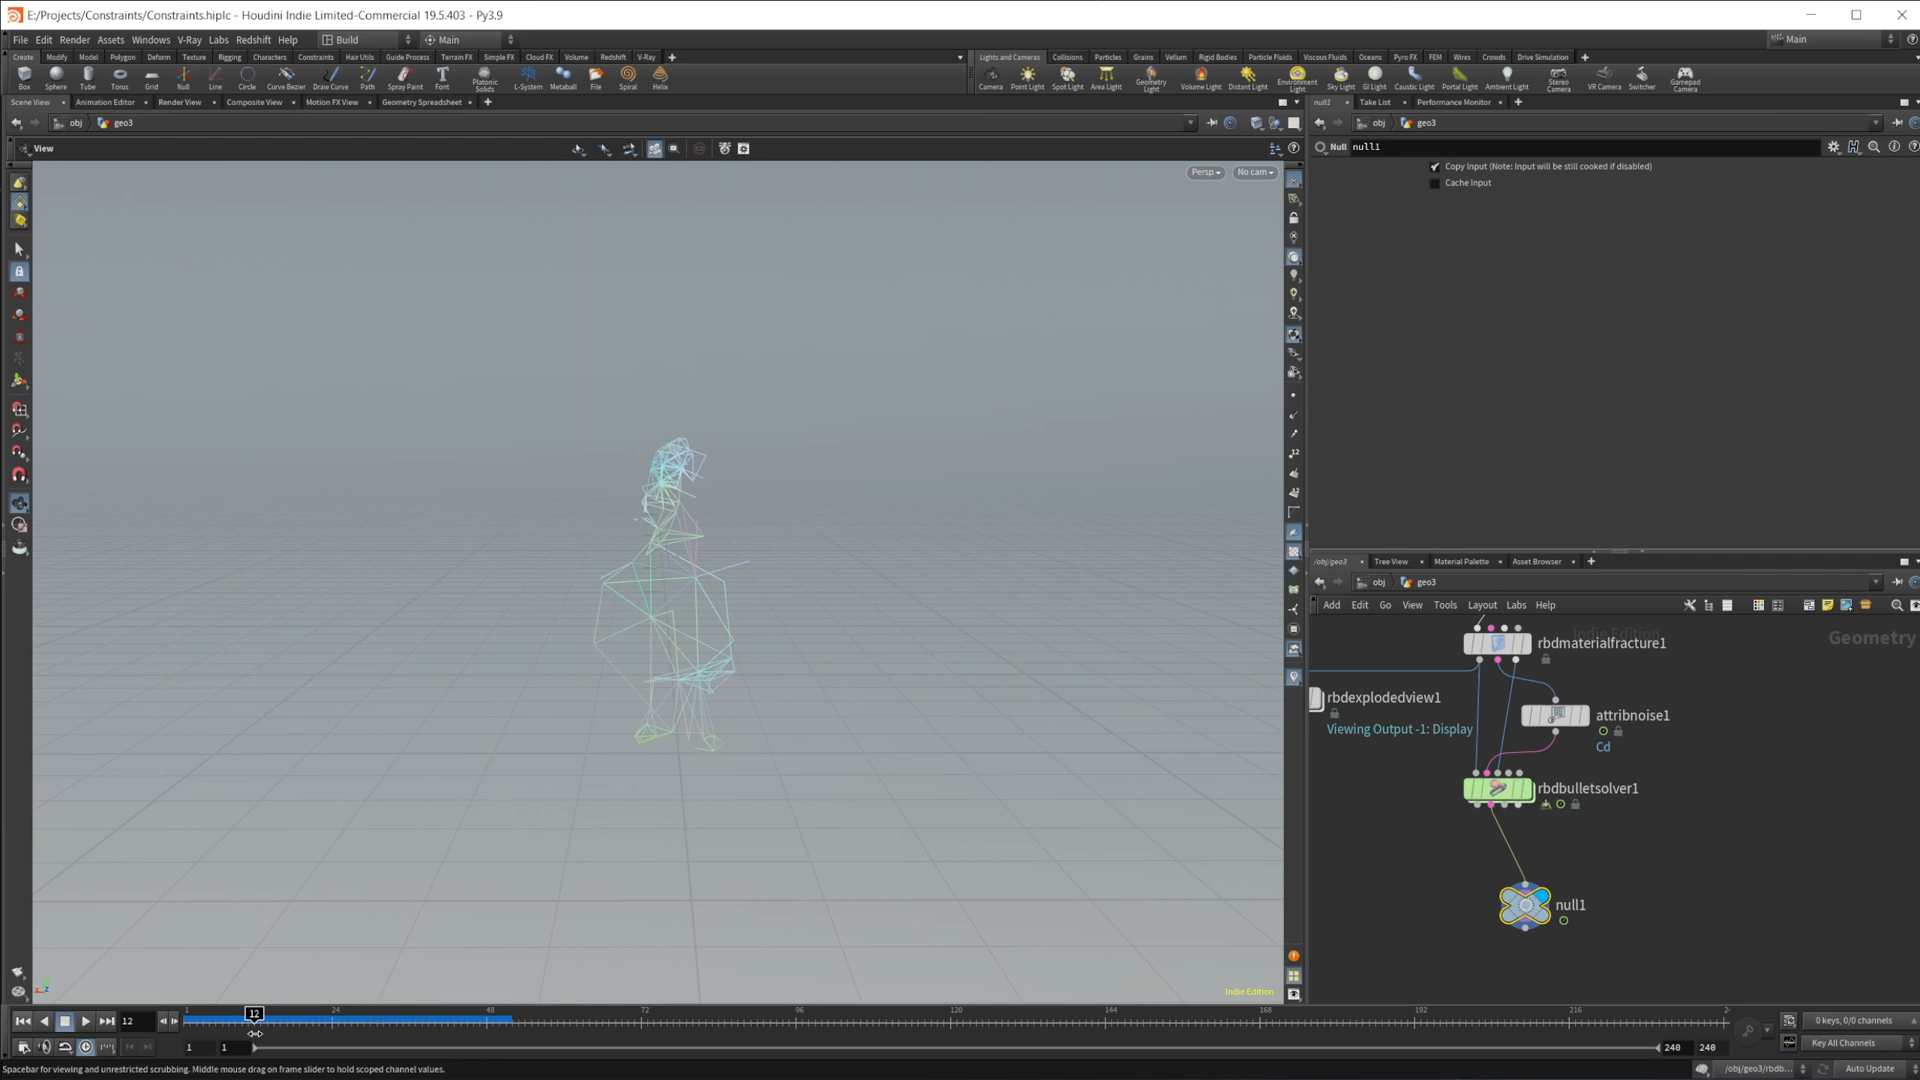 E:/Projects/Constraints/Constraints.hiplc - Houdini Indie Limited-Commercial 19.5.403 - Py3.9
File Edit Render Assets Windows V-Ray Labs Redshift Help Build Main Main
Create Modify Model Polygon Deform Texture Rigging Characters Constraints Hair Utils Guide Process Terrain FX Simple FX Cloud FX Volume Redshift V-Ray
Lights and Cameras Collisions Particles Grains Vellum Rigid Bodies Particle Fluids Viscous Fluids Oceans Pyro FX FEM Wires Crowds Drive Simulation
Box Sphere Tube Torus Grid Null Line Circle Curve Bezier Draw Curve Path Spray Paint Font Platonic Solids L-System Metaball File Spiral Helix
Camera Point Light Spot Light Area Light Geometry Light Volume Light Distant Light Environment Light Sky Light GI Light Caustic Light Portal Light Ambient Light Stereo Camera VR Camera Switcher Gamepad Camera
Scene View Animation Editor Render View Composite View Motion FX View Geometry Spreadsheet
null1 Take List Performance Monitor
obj geo3
obj geo3
View
Null null1
Copy Input (Note: Input will be still cooked if disabled)
Cache Input
Persp No cam
/obj/geo3 Tree View Material Palette Asset Browser
obj geo3
Add Edit Go View Tools Layout Labs Help
Indie Edition
Geometry
rbdmaterialfracture1
rbdexplodedview1
Viewing Output -1: Display
attribnoise1
Cd
rbdbulletsolver1
null1
Indie Edition
12
12
1 24 48 72 96 120 144 168 192 216
0 keys, 0/0 channels
1 1 240 240
Key All Channels
Spacebar for viewing and unrestricted scrubbing. Middle mouse drag on frame slider to hold scoped channel values.
/obj/geo3/rbdb...
Auto Update